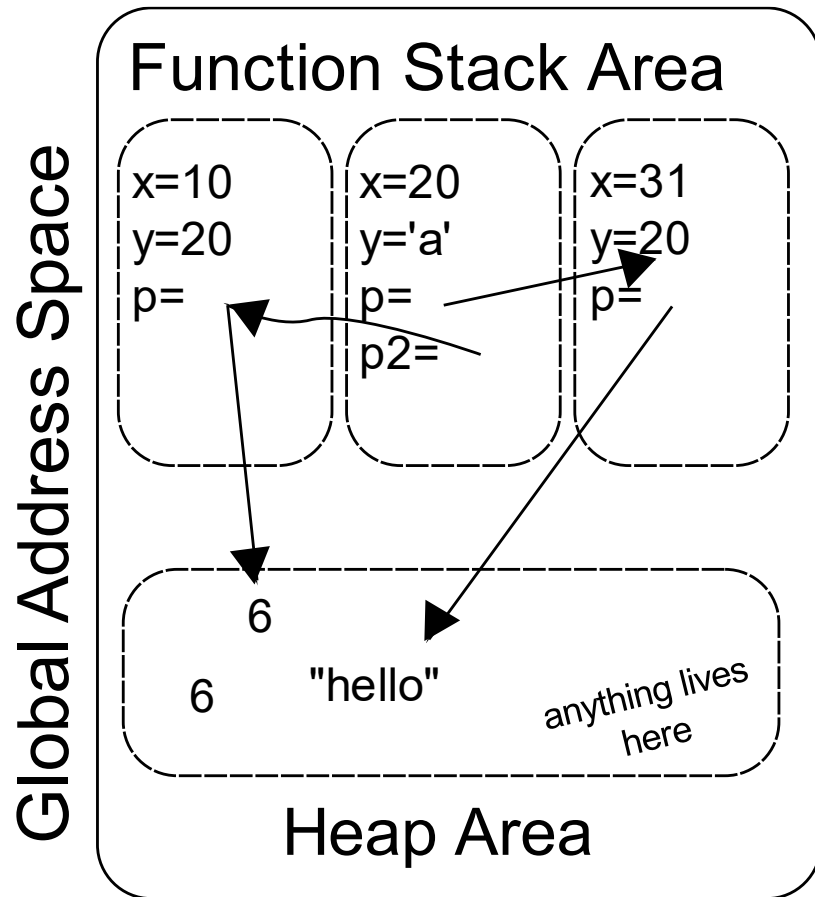 Global Address Space
Function Stack Area
x=10
y=20
p=
x=20
y='a'
p=
p2=
x=31
y=20
p=
6
6
"hello"
anything lives
here
Heap Area